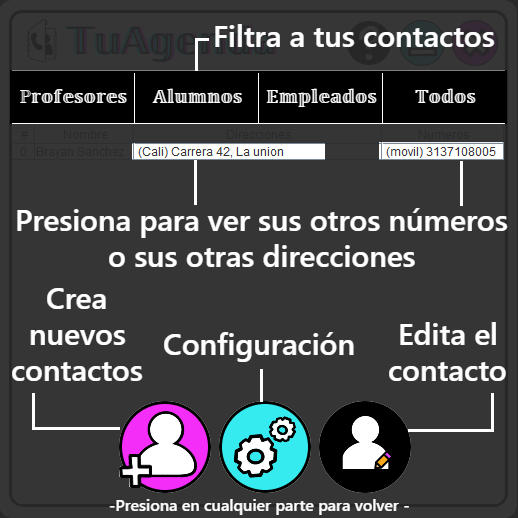 TuAgenda
Filtra a tus contactos
Profesores Alumnos Empleados Todos
# Nombre Direcciones Numeros
0 Brayan Sanchez (Cali) Carrera 42, La union (movil) 3137108005
Presiona para ver sus otros números
o sus otras direcciones
Crea
nuevos
contactos
Configuración
Edita el
contacto
-Presiona en cualquier parte para volver -